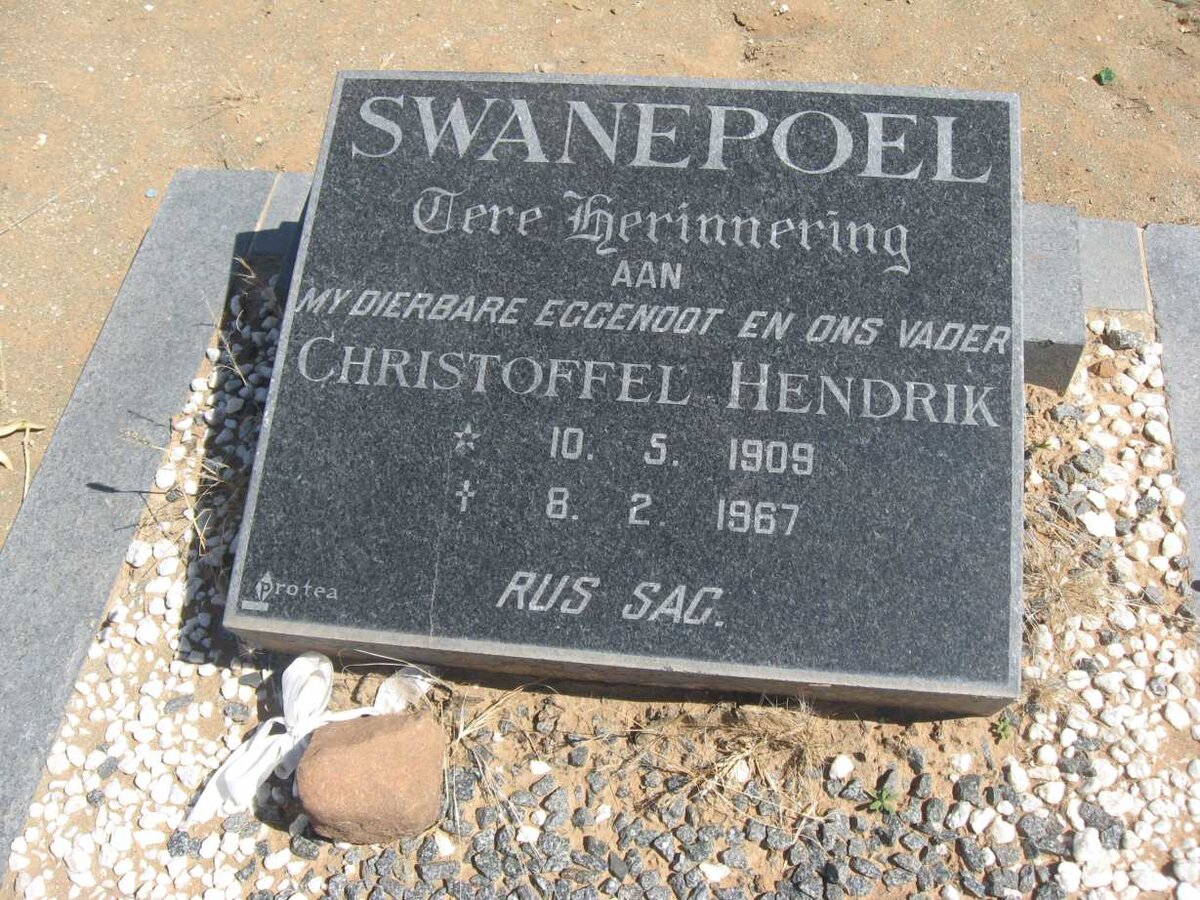 SWANEPOEL
Tere Herinnering
AAN
MY DIERBARE EGGENOOT EN ONS VADER
CHRISTOFFEL HENDRIK
10. 5. 1909
8. 2. 1967
RUS SAG.
protea